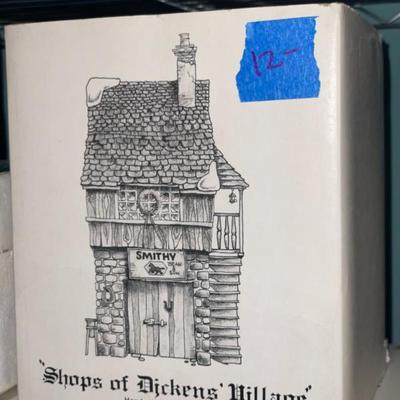 12-
SMITHY
"Shops of Dickens' Village"